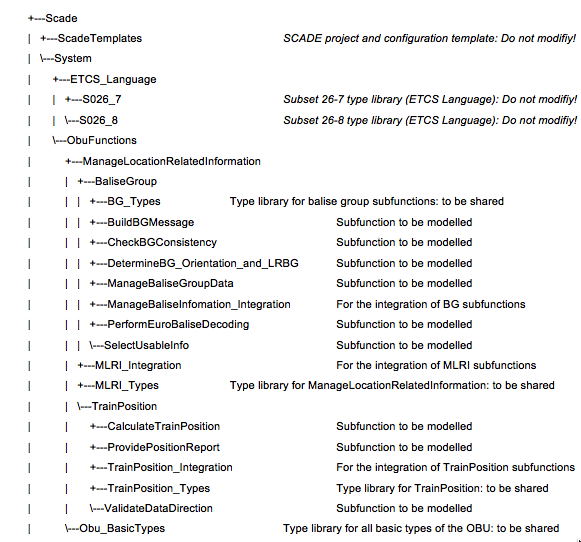 +---Scade
| +---ScadeTemplates SCADE project and configuration template: Do not modifiy!
| \---System
| +---ETCS_Language
| | +---S026_7 Subset 26-7 type library (ETCS Language): Do not modifiy!
| | \---S026_8 Subset 26-8 type library (ETCS Language): Do not modifiy!
| \---ObuFunctions
| +---ManageLocationRelatedInformation
| | +---BaliseGroup
| | | +---BG_Types Type library for balise group subfunctions: to be shared
| | | +---BuildBGMessage Subfunction to be modelled
| | | +---CheckBGConsistency Subfunction to be modelled
| | | +---DetermineBG_Orientation_and_LRBG Subfunction to be modelled
| | | +---ManageBaliseGroupData Subfunction to be modelled
| | | +---ManageBaliseInfomation_Integration For the integration of BG subfunctions
| | | +---PerformEuroBaliseDecoding Subfunction to be modelled
| | | \---SelectUsableInfo Subfunction to be modelled
| | +---MLRI_Integration For the integration of MLRI subfunctions
| | +---MLRI_Types Type library for ManageLocationRelatedInformation: to be shared
| | \---TrainPosition
| | +---CalculateTrainPosition Subfunction to be modelled
| | +---ProvidePositionReport Subfunction to be modelled
| | +---TrainPosition_Integration For the integration of TrainPosition subfunctions
| | +---TrainPosition_Types Type library for TrainPosition: to be shared
| | \---ValidateDataDirection Subfunction to be modelled
| \---Obu_BasicTypes Type library for all basic types of the OBU: to be shared